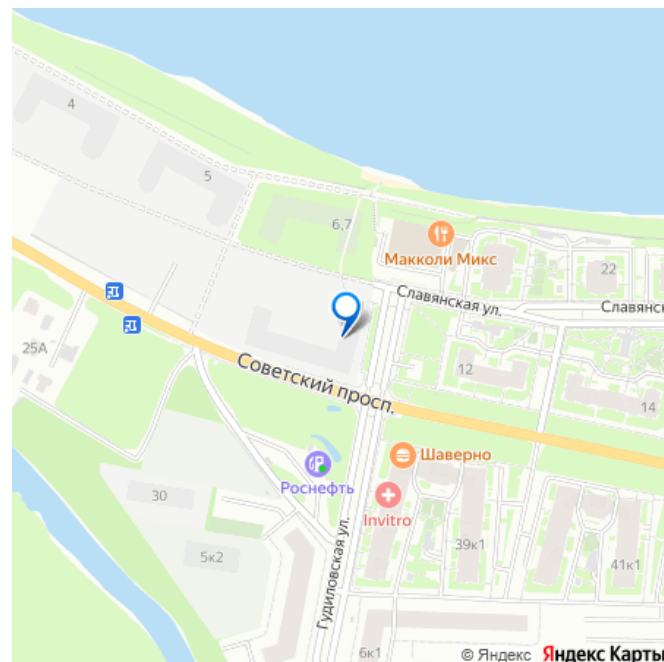 4
5
6,7
Макколи Микс
22
Славянская ул.
Славянск
25А
Советский просп.
12
14
Шаверно
Роснефть
30
Invitro
5к2
39к1
41к1
Гудиловская ул.
6к1
© Яндекс Яндекс Карты